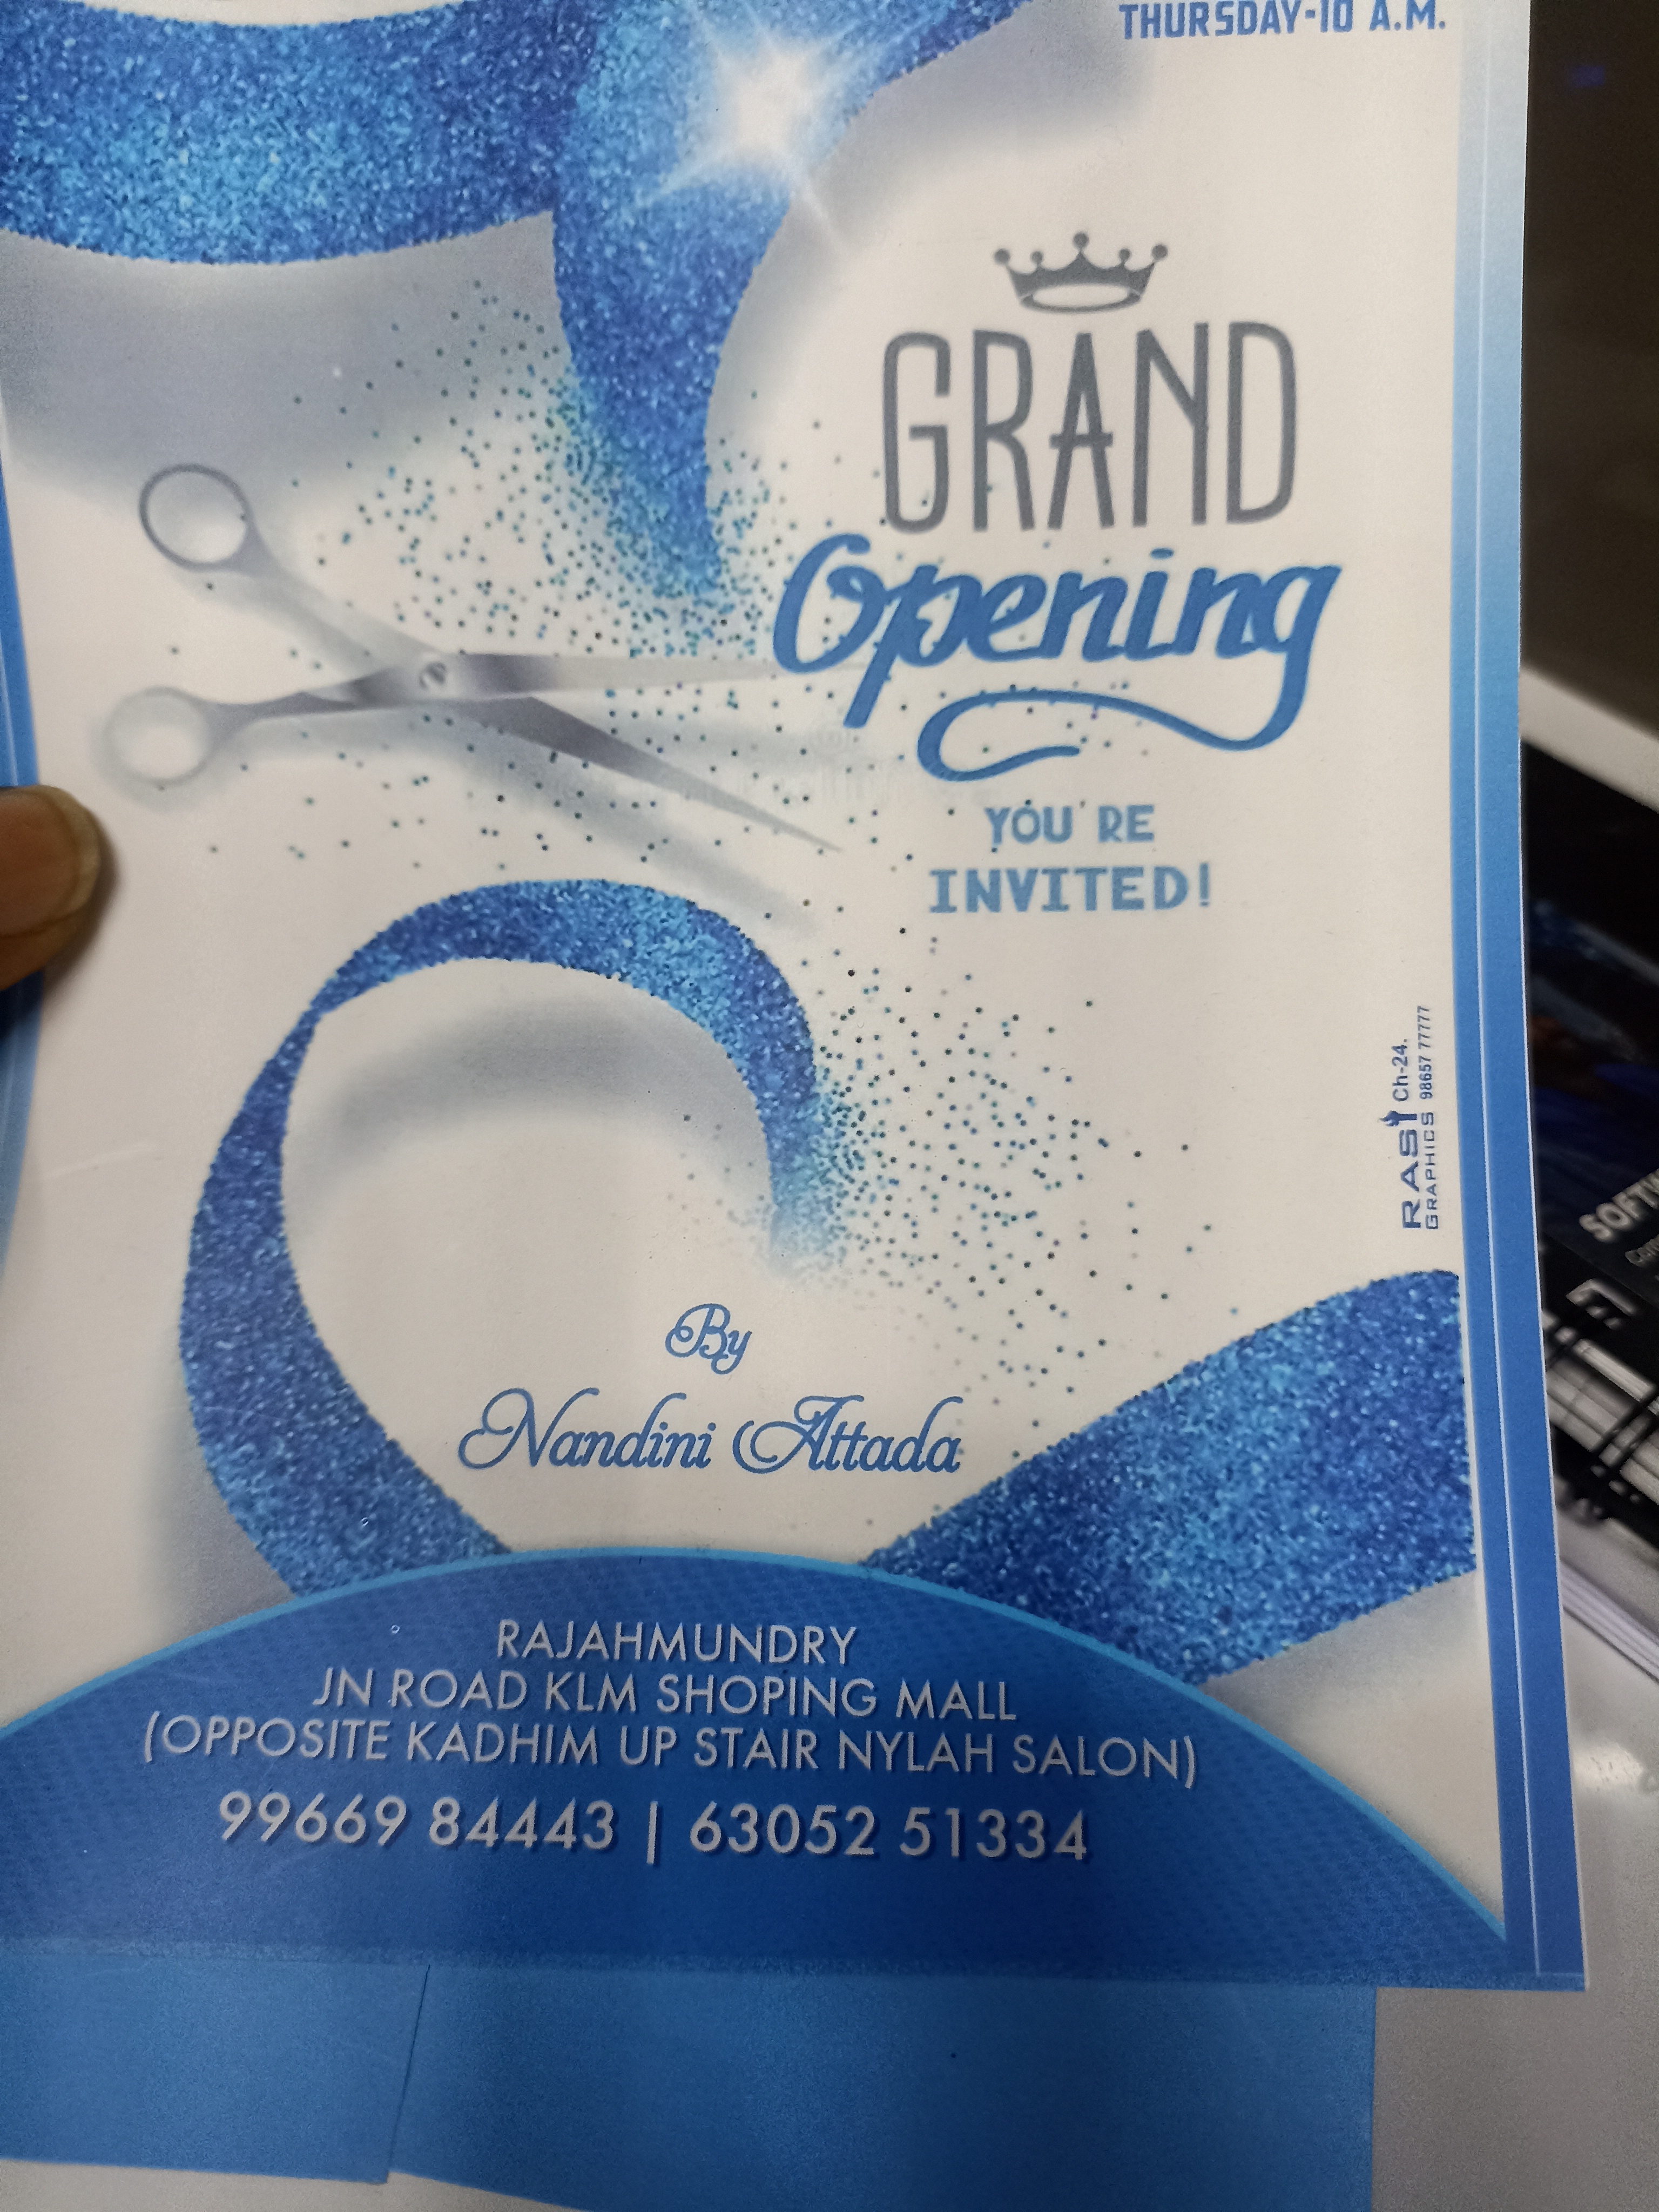 THURSDAY-10 A.M.
GRAND
Opening
YOU'RE
INVITED!
RASI Ch-24.
GRAPHICS 98657 77777
By
Nandini Attada
RAJAHMUNDRY
JN ROAD KLM SHOPING MALL
(OPPOSITE KADHIM UP STAIR NYLAH SALON)
99669 84443 | 63052 51334